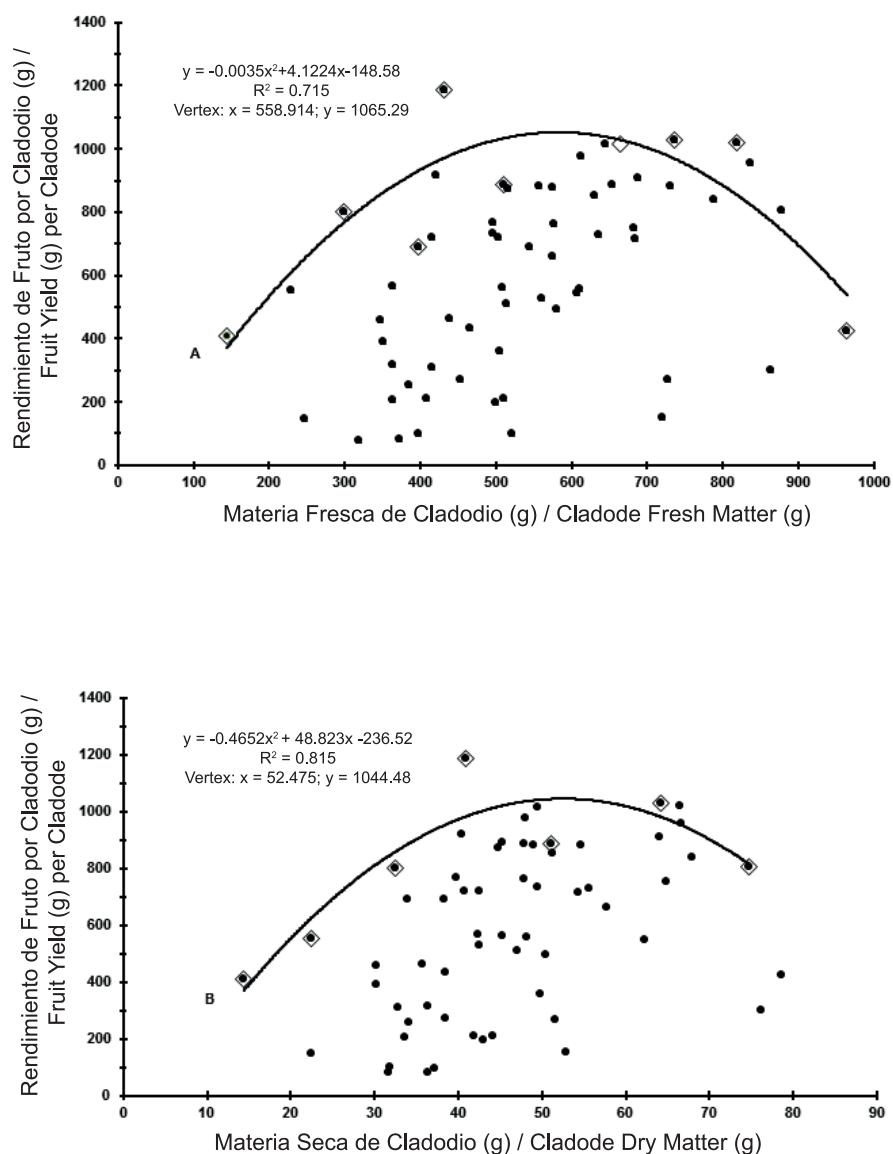 1400
1200
1000
800
600
400
200
0
y = -0.0035x²+4.1224x-148.58
R² = 0.715
Vertex: x = 558.914; y = 1065.29
A
Rendimiento de Fruto por Cladodio (g) /
Fruit Yield (g) per Cladode
0 100 200 300 400 500 600 700 800 900 1000
Materia Fresca de Cladodio (g) / Cladode Fresh Matter (g)
1400
1200
1000
800
600
400
200
0
y = -0.4652x² + 48.823x -236.52
R² = 0.815
Vertex: x = 52.475; y = 1044.48
B
Rendimiento de Fruto por Cladodio (g) /
Fruit Yield (g) per Cladode
0 10 20 30 40 50 60 70 80 90
Materia Seca de Cladodio (g) / Cladode Dry Matter (g)